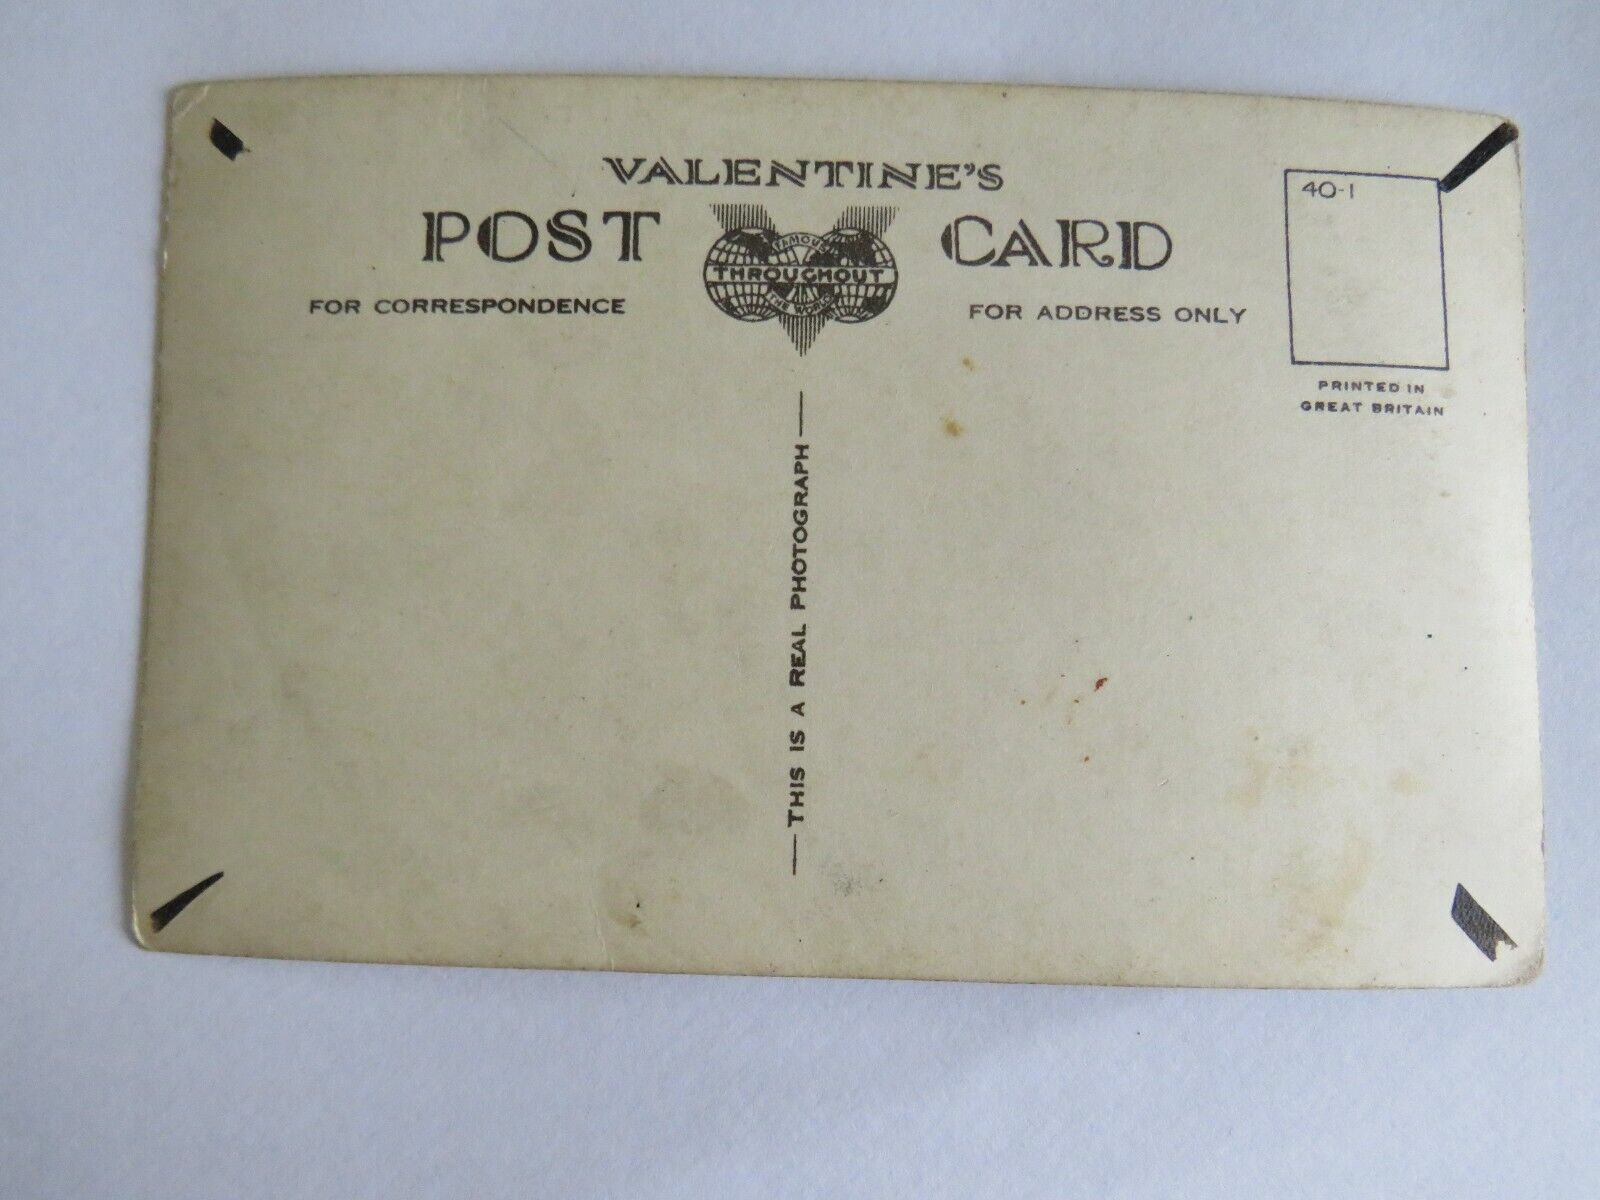 VALENTINE'S
POST CARD
FAMOUS
THROUGHOUT
THE WORLD
FOR CORRESPONDENCE
FOR ADDRESS ONLY
40-1
PRINTED IN
GREAT BRITAIN
THIS IS A REAL PHOTOGRAPH